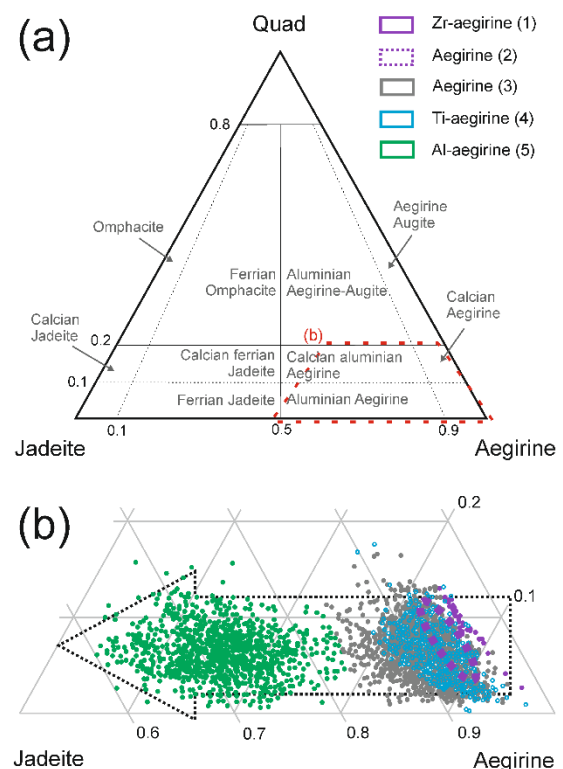 (a)
Quad
Zr-aegirine (1)
Aegirine (2)
Aegirine (3)
Ti-aegirine (4)
Al-aegirine (5)
0.8
Omphacite
Aegirine
Augite
Ferrian
Omphacite
Aluminian
Aegirine-Augite
Calcian
Jadeite
Calcian
Aegirine
0.2
(b)
Calcian ferrian
Jadeite
Calcian aluminian
Aegirine
0.1
Ferrian Jadeite
Aluminian Aegirine
0.1
0.5
0.9
Jadeite
Aegirine
(b)
0.2
0.1
0.6
0.7
0.8
0.9
Jadeite
Aegirine